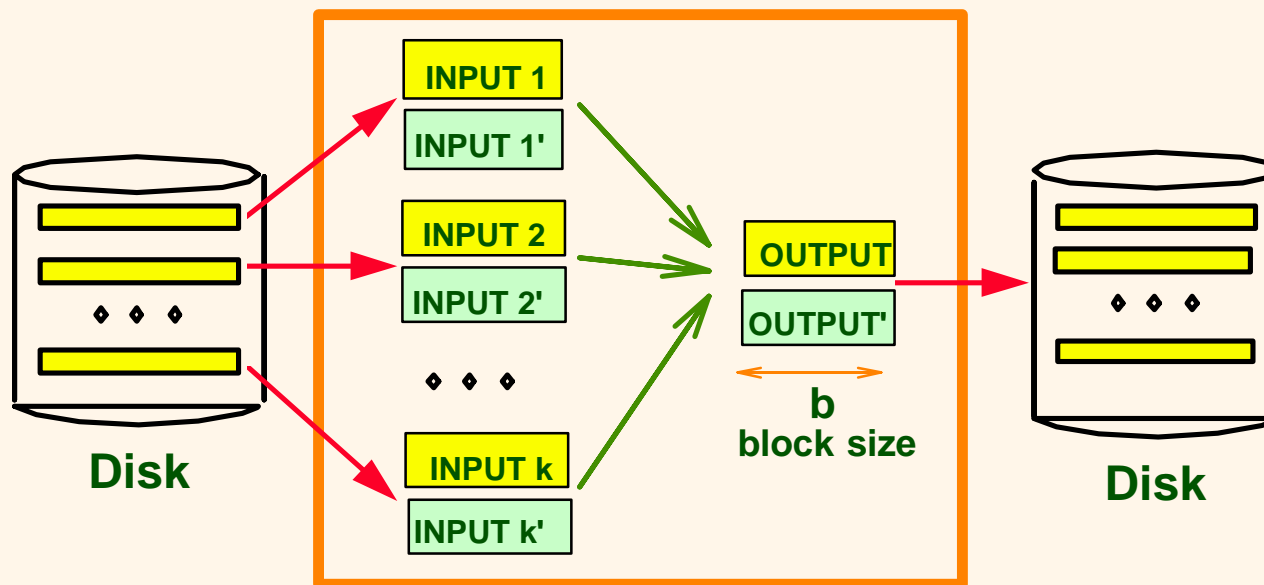 INPUT 1
INPUT 1'
INPUT 2
INPUT 2'
INPUT k
INPUT k'
OUTPUT
OUTPUT'
b
block size
Disk
Disk